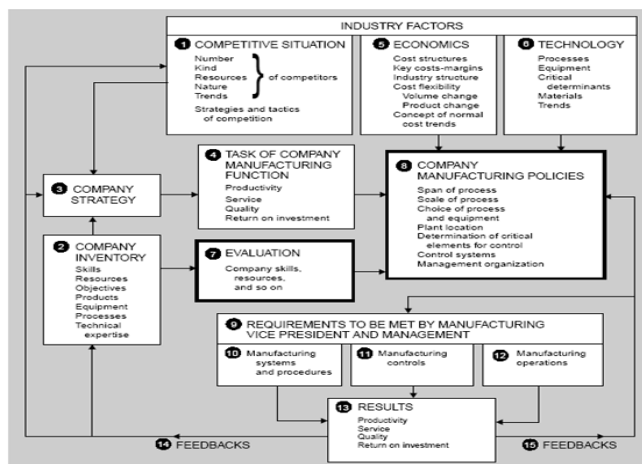 INDUSTRY FACTORS
1 COMPETITIVE SITUATION
Number
Kind
Resources
Nature
Trends
of competitors
Strategies and tactics
of competition
5 ECONOMICS
Cost structures
Key costs-margins
Industry structure
Cost flexibility
Volume change
Product change
Concept of normal
cost trends
6 TECHNOLOGY
Processes
Equipment
Critical
determinants
Materials
Trends
3 COMPANY
STRATEGY
4 TASK OF COMPANY
MANUFACTURING
FUNCTION
Productivity
Service
Quality
Return on investment
8 COMPANY
MANUFACTURING POLICIES
Span of process
Scale of process
Choice of process
and equipment
Plant location
Determination of critical
elements for control
Control systems
Management organization
2 COMPANY
INVENTORY
Skills
Resources
Objectives
Products
Equipment
Processes
Technical
expertise
7 EVALUATION
Company skills,
resources,
and so on
9 REQUIREMENTS TO BE MET BY MANUFACTURING
VICE PRESIDENT AND MANAGEMENT
10 Manufacturing
systems
and procedures
11 Manufacturing
controls
12 Manufacturing
operations
13 RESULTS
Productivity
Service
Quality
Return on investment
14 FEEDBACKS
15 FEEDBACKS